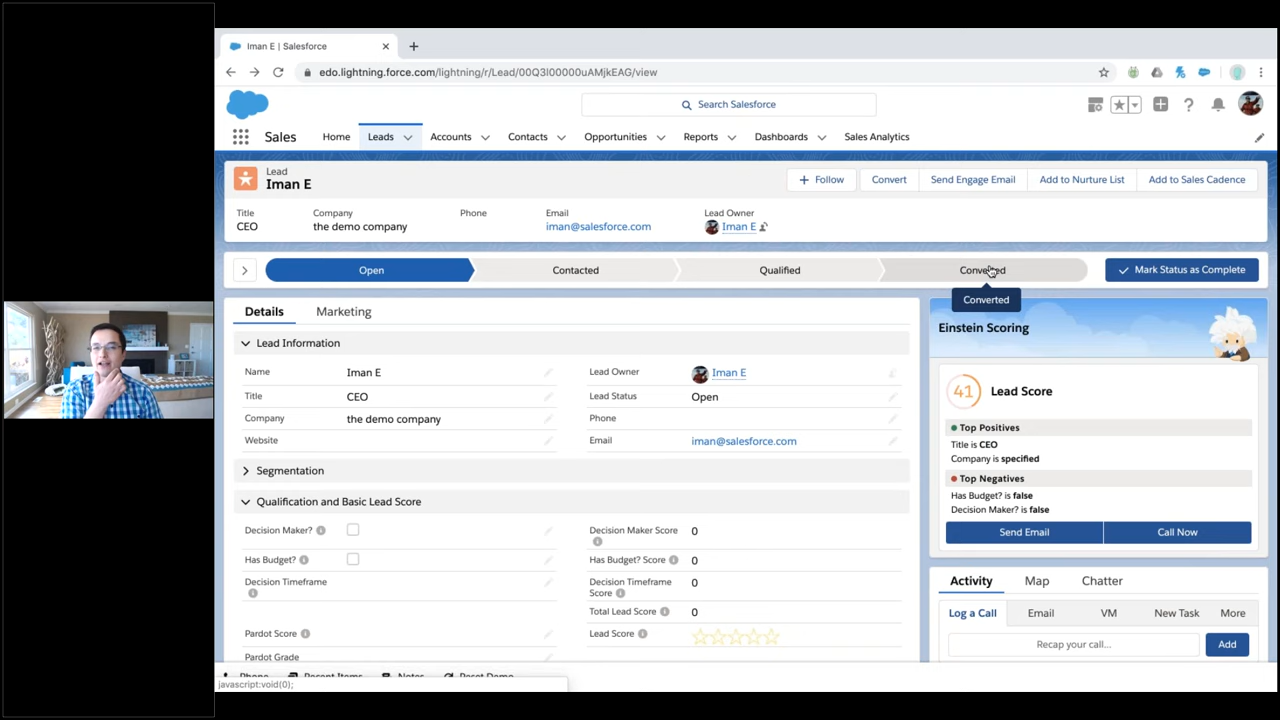 Iman E | Salesforce
edo.lightning.force.com/lightning/r/Lead/00Q3I00000uAMjkEAG/view
Search Salesforce
Sales Home Leads Accounts Contacts Opportunities Reports Dashboards Sales Analytics
Lead
Iman E
Follow Convert Send Engage Email Add to Nurture List Add to Sales Cadence
Title Company Phone Email Lead Owner
CEO the demo company iman@salesforce.com Iman E
Open Contacted Qualified Converted Mark Status as Complete
Converted
Details Marketing
Lead Information
Name Iman E Lead Owner Iman E
Title CEO Lead Status Open
Company the demo company Phone
Website Email iman@salesforce.com
Segmentation
Qualification and Basic Lead Score
Decision Maker? Decision Maker Score 0
Has Budget? Has Budget? Score 0
Decision Timeframe Decision Timeframe Score 0
Total Lead Score 0
Pardot Score Lead Score
Pardot Grade
Einstein Scoring
41 Lead Score
Top Positives
Title is CEO
Company is specified
Top Negatives
Has Budget? is false
Decision Maker? is false
Send Email Call Now
Activity Map Chatter
Log a Call Email VM New Task More
Recap your call... Add
Phone Recent Items Notes Reset Demo
javascript:void(0);